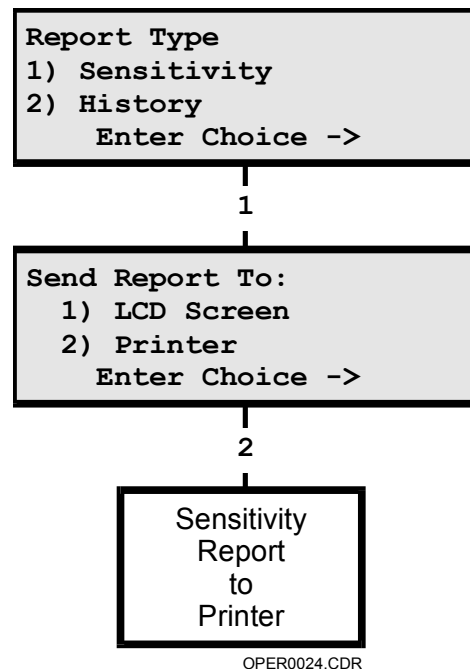 Report Type
1) Sensitivity
2) History
Enter Choice ->
1
Send Report To:
1) LCD Screen
2) Printer
Enter Choice ->
2
Sensitivity
Report
to
Printer
OPER0024.CDR